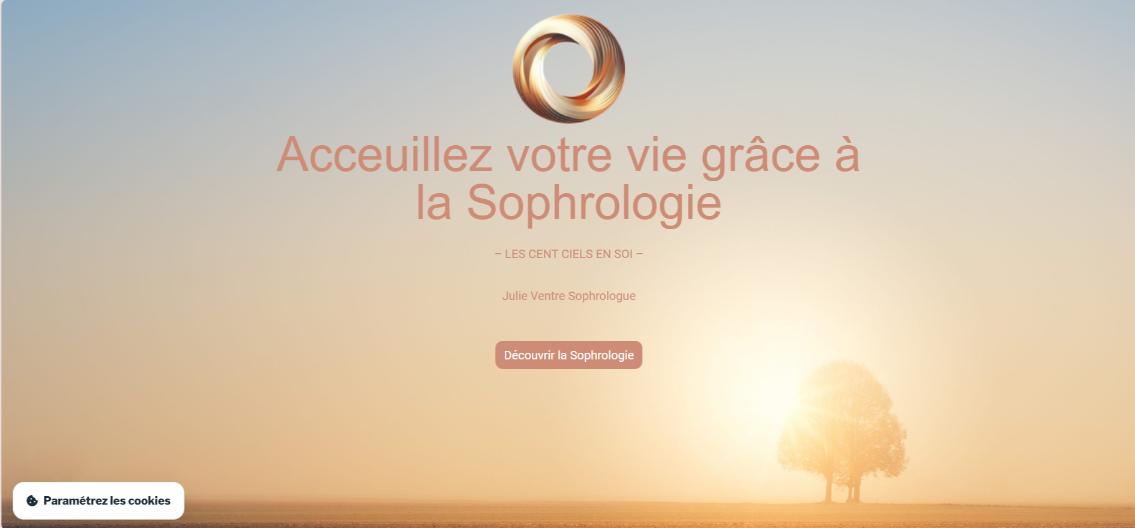 Acceuillez votre vie grâce à
la Sophrologie
– LES CENT CIELS EN SOI –
Julie Ventre Sophrologue
Découvrir la Sophrologie
Paramétrez les cookies